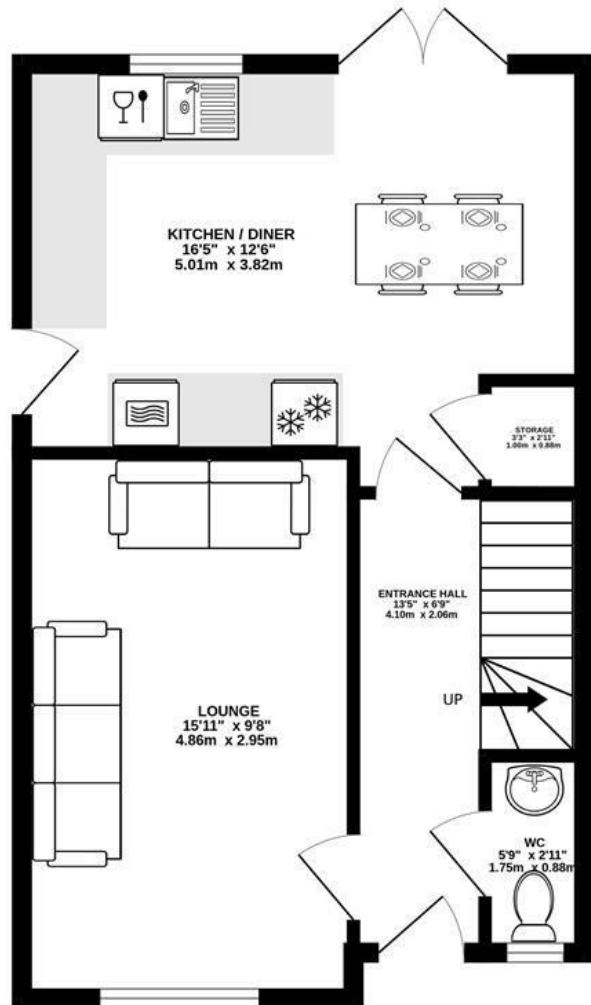 KITCHEN / DINER
16'5" x 12'6"
5.01m x 3.82m
STORAGE
3'3" x 2'11"
1.00m x 0.88m
ENTRANCE HALL
13'5" x 6'9"
4.10m x 2.06m
LOUNGE
15'11" x 9'8"
4.86m x 2.95m
UP
WC
5'9" x 2'11"
1.75m x 0.88m